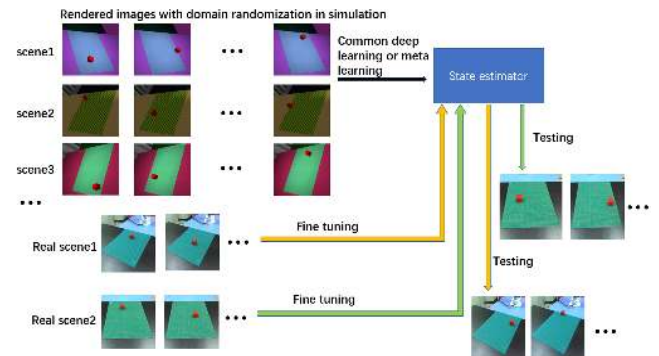 Rendered images with domain randomization in simulation
scene1
Common deep
learning or meta
learning
State estimator
scene2
Testing
scene3
Real scene1
Fine tuning
Testing
Real scene2
Fine tuning